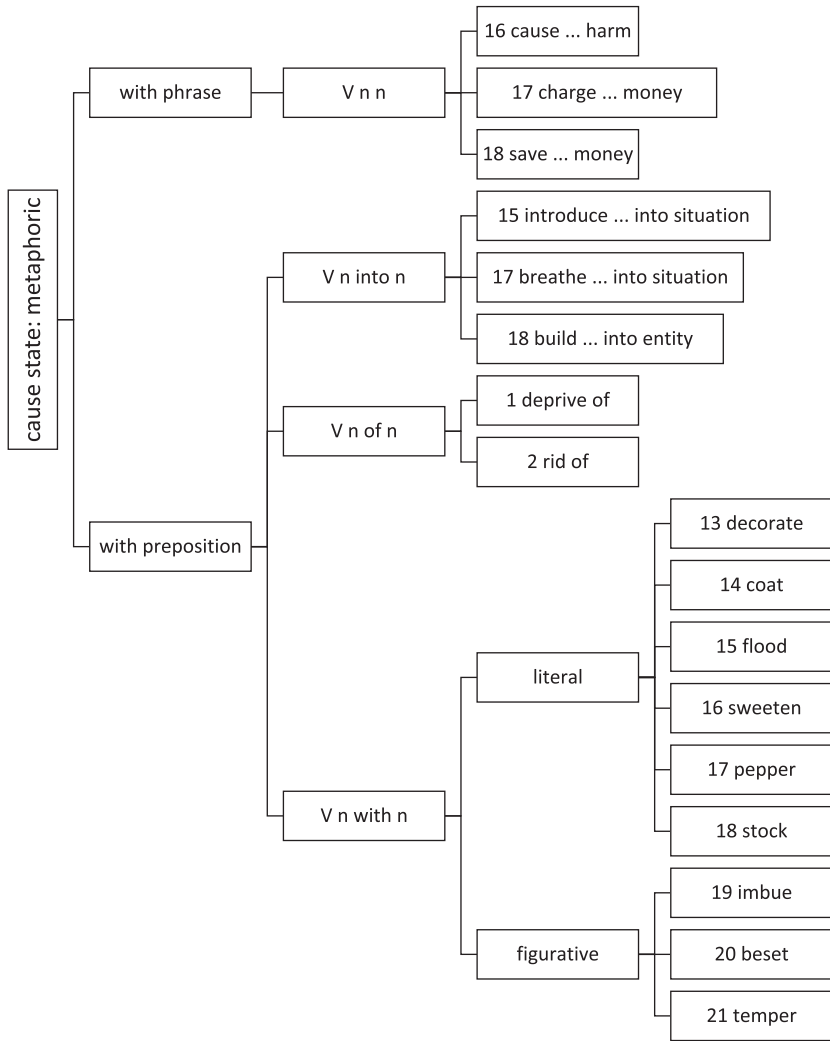 cause state: metaphoric
with phrase
V n n
16 cause ... harm
17 charge ... money
18 save ... money
with preposition
V n into n
15 introduce ... into situation
17 breathe ... into situation
18 build ... into entity
V n of n
1 deprive of
2 rid of
V n with n
literal
13 decorate
14 coat
15 flood
16 sweeten
17 pepper
18 stock
figurative
19 imbue
20 beset
21 temper